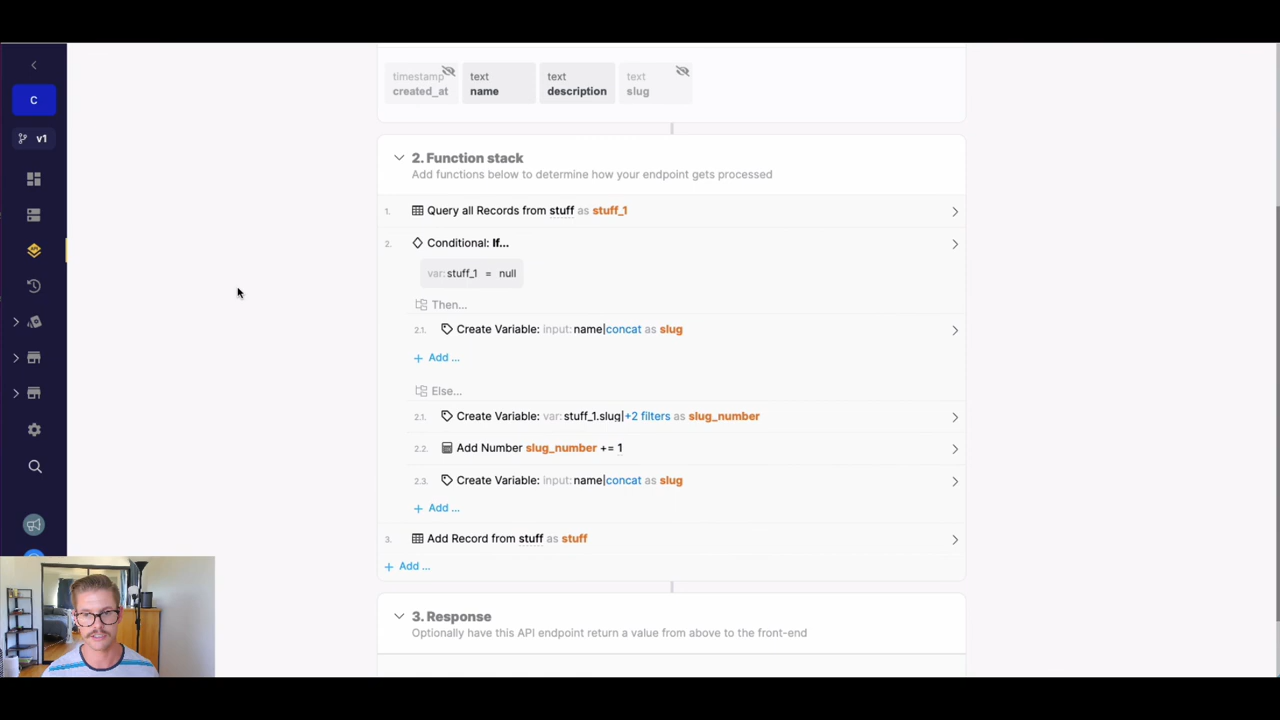 C
v1
timestamp
created_at
text
name
text
description
text
slug
2. Function stack
Add functions below to determine how your endpoint gets processed
1. Query all Records from stuff as stuff_1
2. Conditional: If...
var: stuff_1 = null
Then...
2.1. Create Variable: input: name|concat as slug
+ Add ...
Else...
2.1. Create Variable: var: stuff_1.slug|+2 filters as slug_number
2.2. Add Number slug_number += 1
2.3. Create Variable: input: name|concat as slug
+ Add ...
3. Add Record from stuff as stuff
+ Add ...
3. Response
Optionally have this API endpoint return a value from above to the front-end